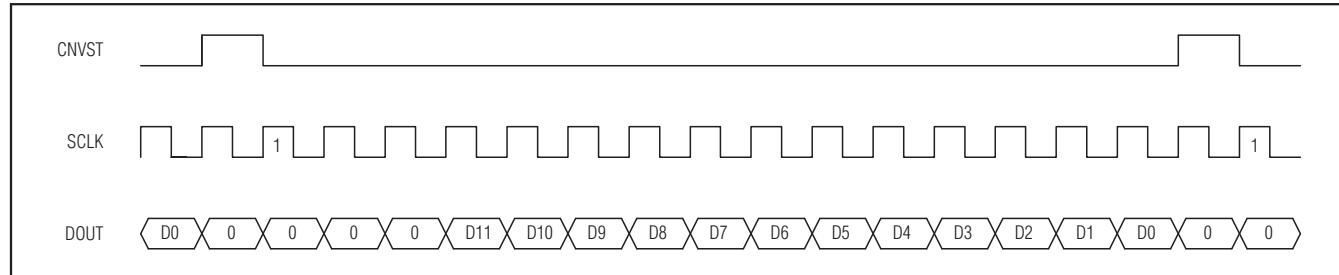 CNVST
SCLK 1 1
DOUT D0 0 0 0 0 D11 D10 D9 D8 D7 D6 D5 D4 D3 D2 D1 D0 0 0